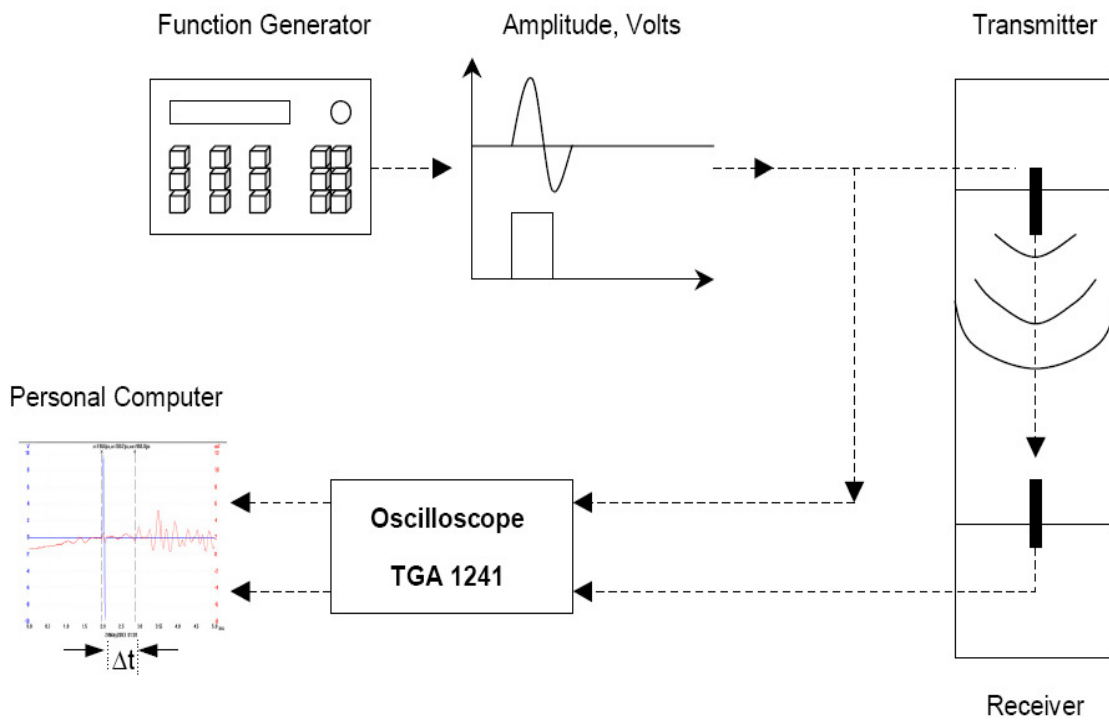 Function Generator
Amplitude, Volts
Transmitter
Personal Computer
Oscilloscope
TGA 1241
Δt
Receiver